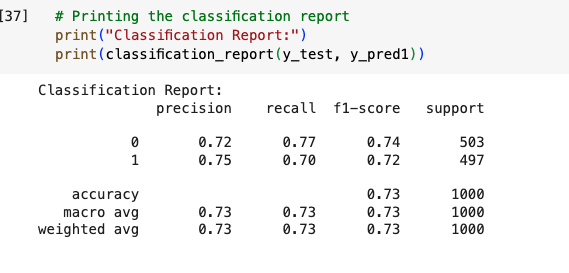 [37] # Printing the classification report
print("Classification Report:")
print(classification_report(y_test, y_pred1))
Classification Report:
precision recall f1-score support
0 0.72 0.77 0.74 503
1 0.75 0.70 0.72 497
accuracy 0.73 1000
macro avg 0.73 0.73 0.73 1000
weighted avg 0.73 0.73 0.73 1000